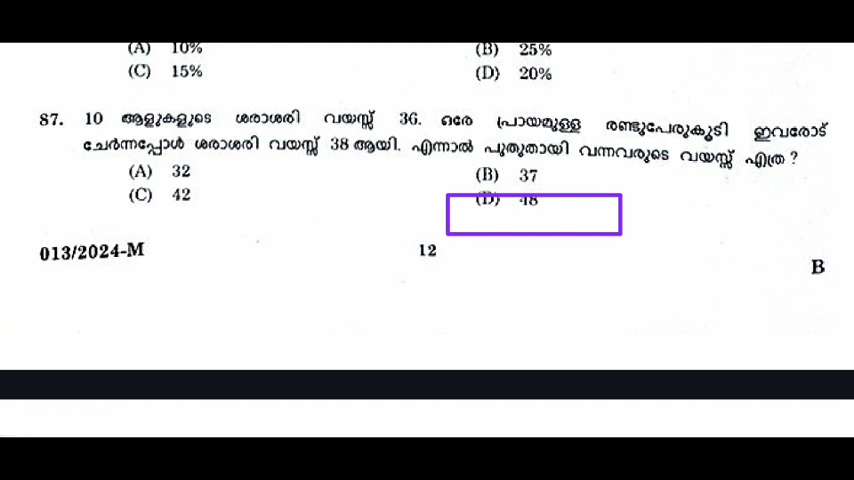 (A) 10%
(B) 25%
(C) 15%
(D) 20%
87. 10 ആളുകളുടെ ശരാശരി വയസ്സ് 36. ഒരേ പ്രായമുള്ള രണ്ടുപേരുകൂടി ഇവരോട്
ചേർന്നപ്പോൾ ശരാശരി വയസ്സ് 38 ആയി. എന്നാൽ പുതുതായി വന്നവരുടെ വയസ്സ് എത്ര ?
(A) 32
(B) 37
(C) 42
(D) 48
013/2024-M
12
B